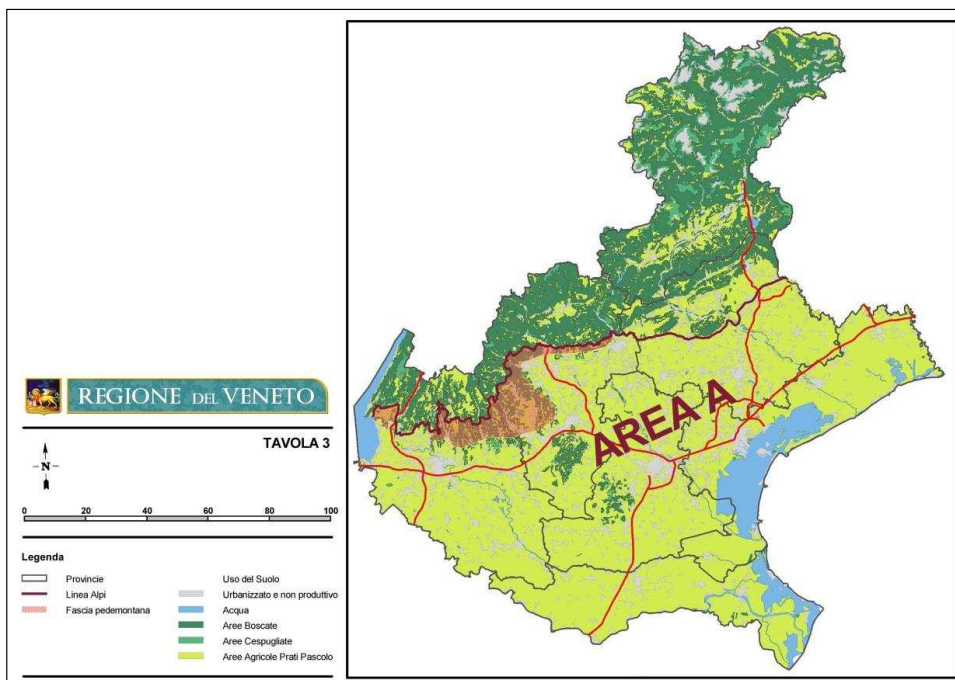 REGIONE DEL VENETO
TAVOLA 3
N
0 20 40 60 80 100
Legenda
Provincie
Linea Alpi
Fascia pedemontana
Uso del Suolo
Urbanizzato e non produttivo
Acqua
Aree Boscate
Aree Cespugliate
Aree Agricole Prati Pascolo
AREA A